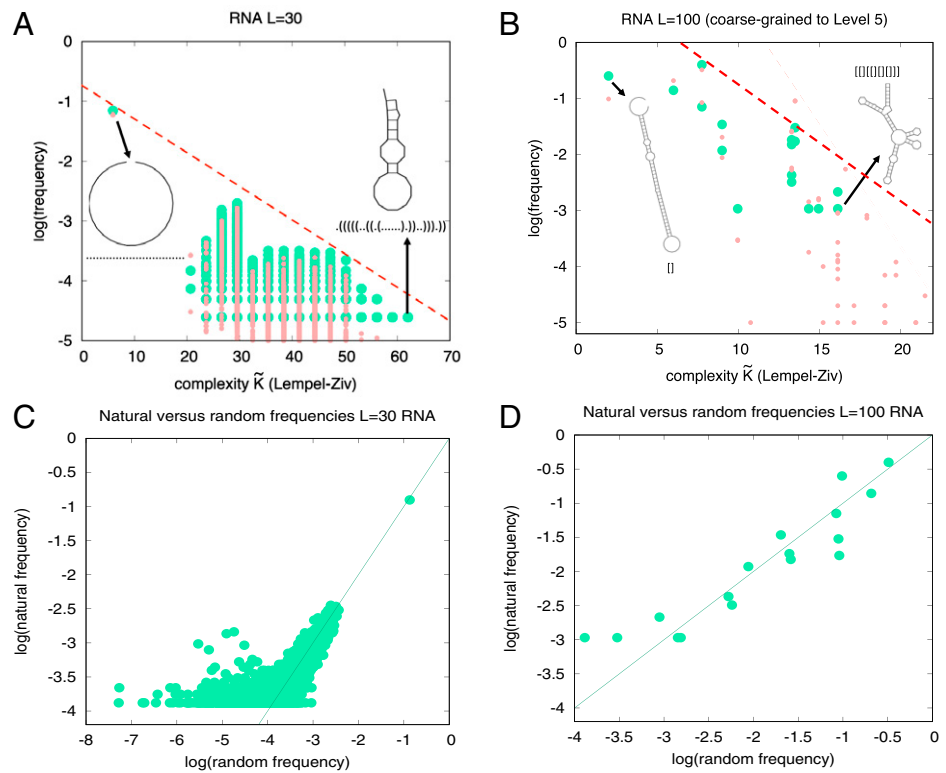 A
RNA L=30
0
-1
-2
-3
-4
-5
log(frequency)
.(((((..((.(......).))..))).))
0 10 20 30 40 50 60 70
complexity K̃ (Lempel-Ziv)
B
RNA L=100 (coarse-grained to Level 5)
0
-1
-2
-3
-4
-5
log(frequency)
[[][[][][]]]
[]
0 5 10 15 20
complexity K̃ (Lempel-Ziv)
C
Natural versus random frequencies L=30 RNA
0
-0.5
-1
-1.5
-2
-2.5
-3
-3.5
-4
log(natural frequency)
-8 -7 -6 -5 -4 -3 -2 -1 0
log(random frequency)
D
Natural versus random frequencies L=100 RNA
0
-0.5
-1
-1.5
-2
-2.5
-3
-3.5
-4
log(natural frequency)
-4 -3.5 -3 -2.5 -2 -1.5 -1 -0.5 0
log(random frequency)